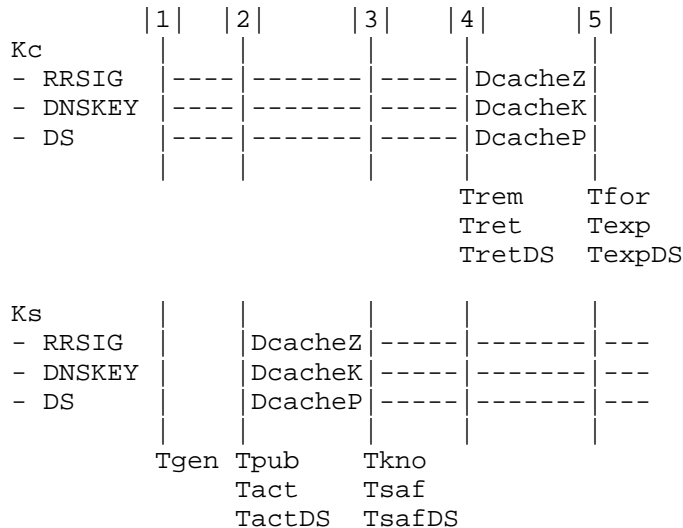 |1|   |2|       |3|     |4|     |5|
Kc        |     |         |       |       |
- RRSIG   |-----|---------|-------|DcacheZ|
- DNSKEY  |-----|---------|-------|DcacheK|
- DS      |-----|---------|-------|DcacheP|
          |     |         |       |       |
                                  Trem    Tfor
                                  Tret    Texp
                                  TretDS  TexpDS

Ks        |     |       |     |       |
- RRSIG   |     |DcacheZ|-----|-------|---
- DNSKEY  |     |DcacheK|-----|-------|---
- DS      |     |DcacheP|-----|-------|---
          |     |       |     |       |
         Tgen  Tpub    Tkno
               Tact    Tsaf
               TactDS  TsafDS